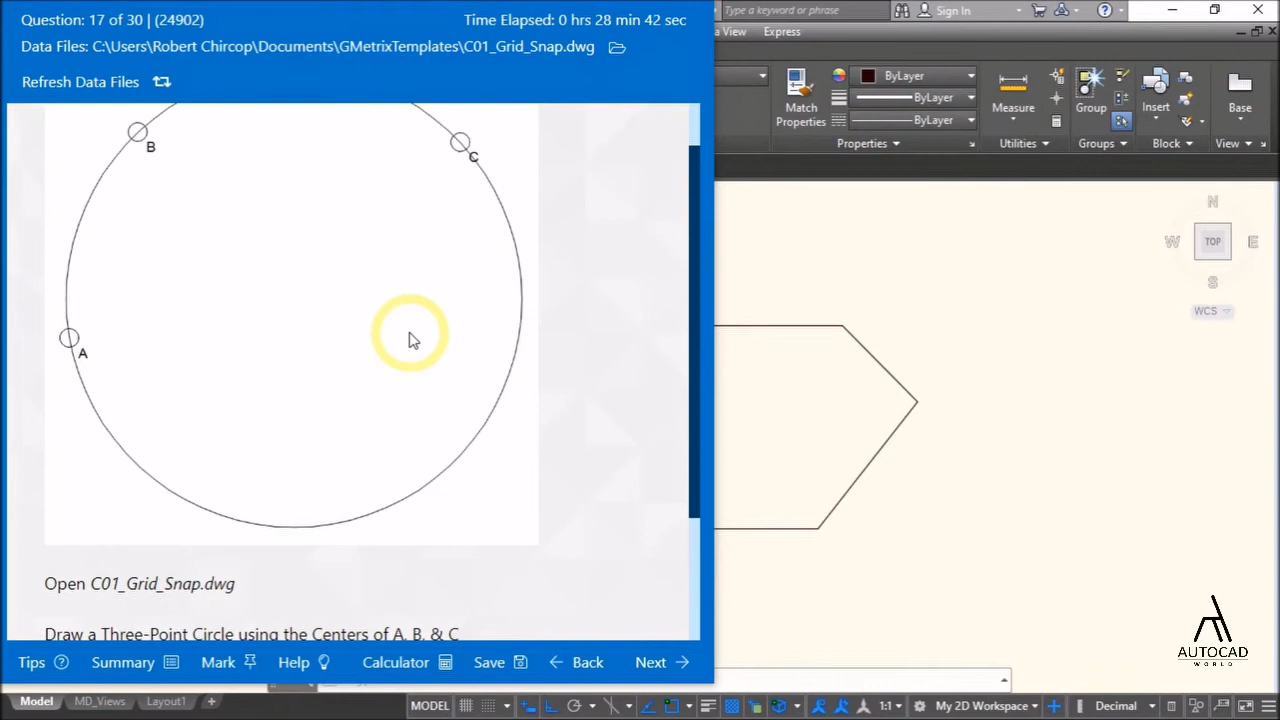 Question: 17 of 30 | (24902)
Time Elapsed: 0 hrs 28 min 42 sec
Data Files: C:\Users\Robert Chircop\Documents\GMetrixTemplates\C01_Grid_Snap.dwg
Refresh Data Files
B
C
A
Open C01_Grid_Snap.dwg
Draw a Three-Point Circle using the Centers of A, B, & C
Tips
Summary
Mark
Help
Calculator
Save
Back
Next
Type a keyword or phrase
Sign In
Data View
Express
Match
Properties
ByLayer
ByLayer
ByLayer
Properties
Measure
Utilities
Group
Groups
Insert
Block
Base
View
N
W
TOP
E
S
WCS
AUTOCAD
WORLD
Model
MD_Views
Layout1
+
MODEL
1:1
My 2D Workspace
Decimal